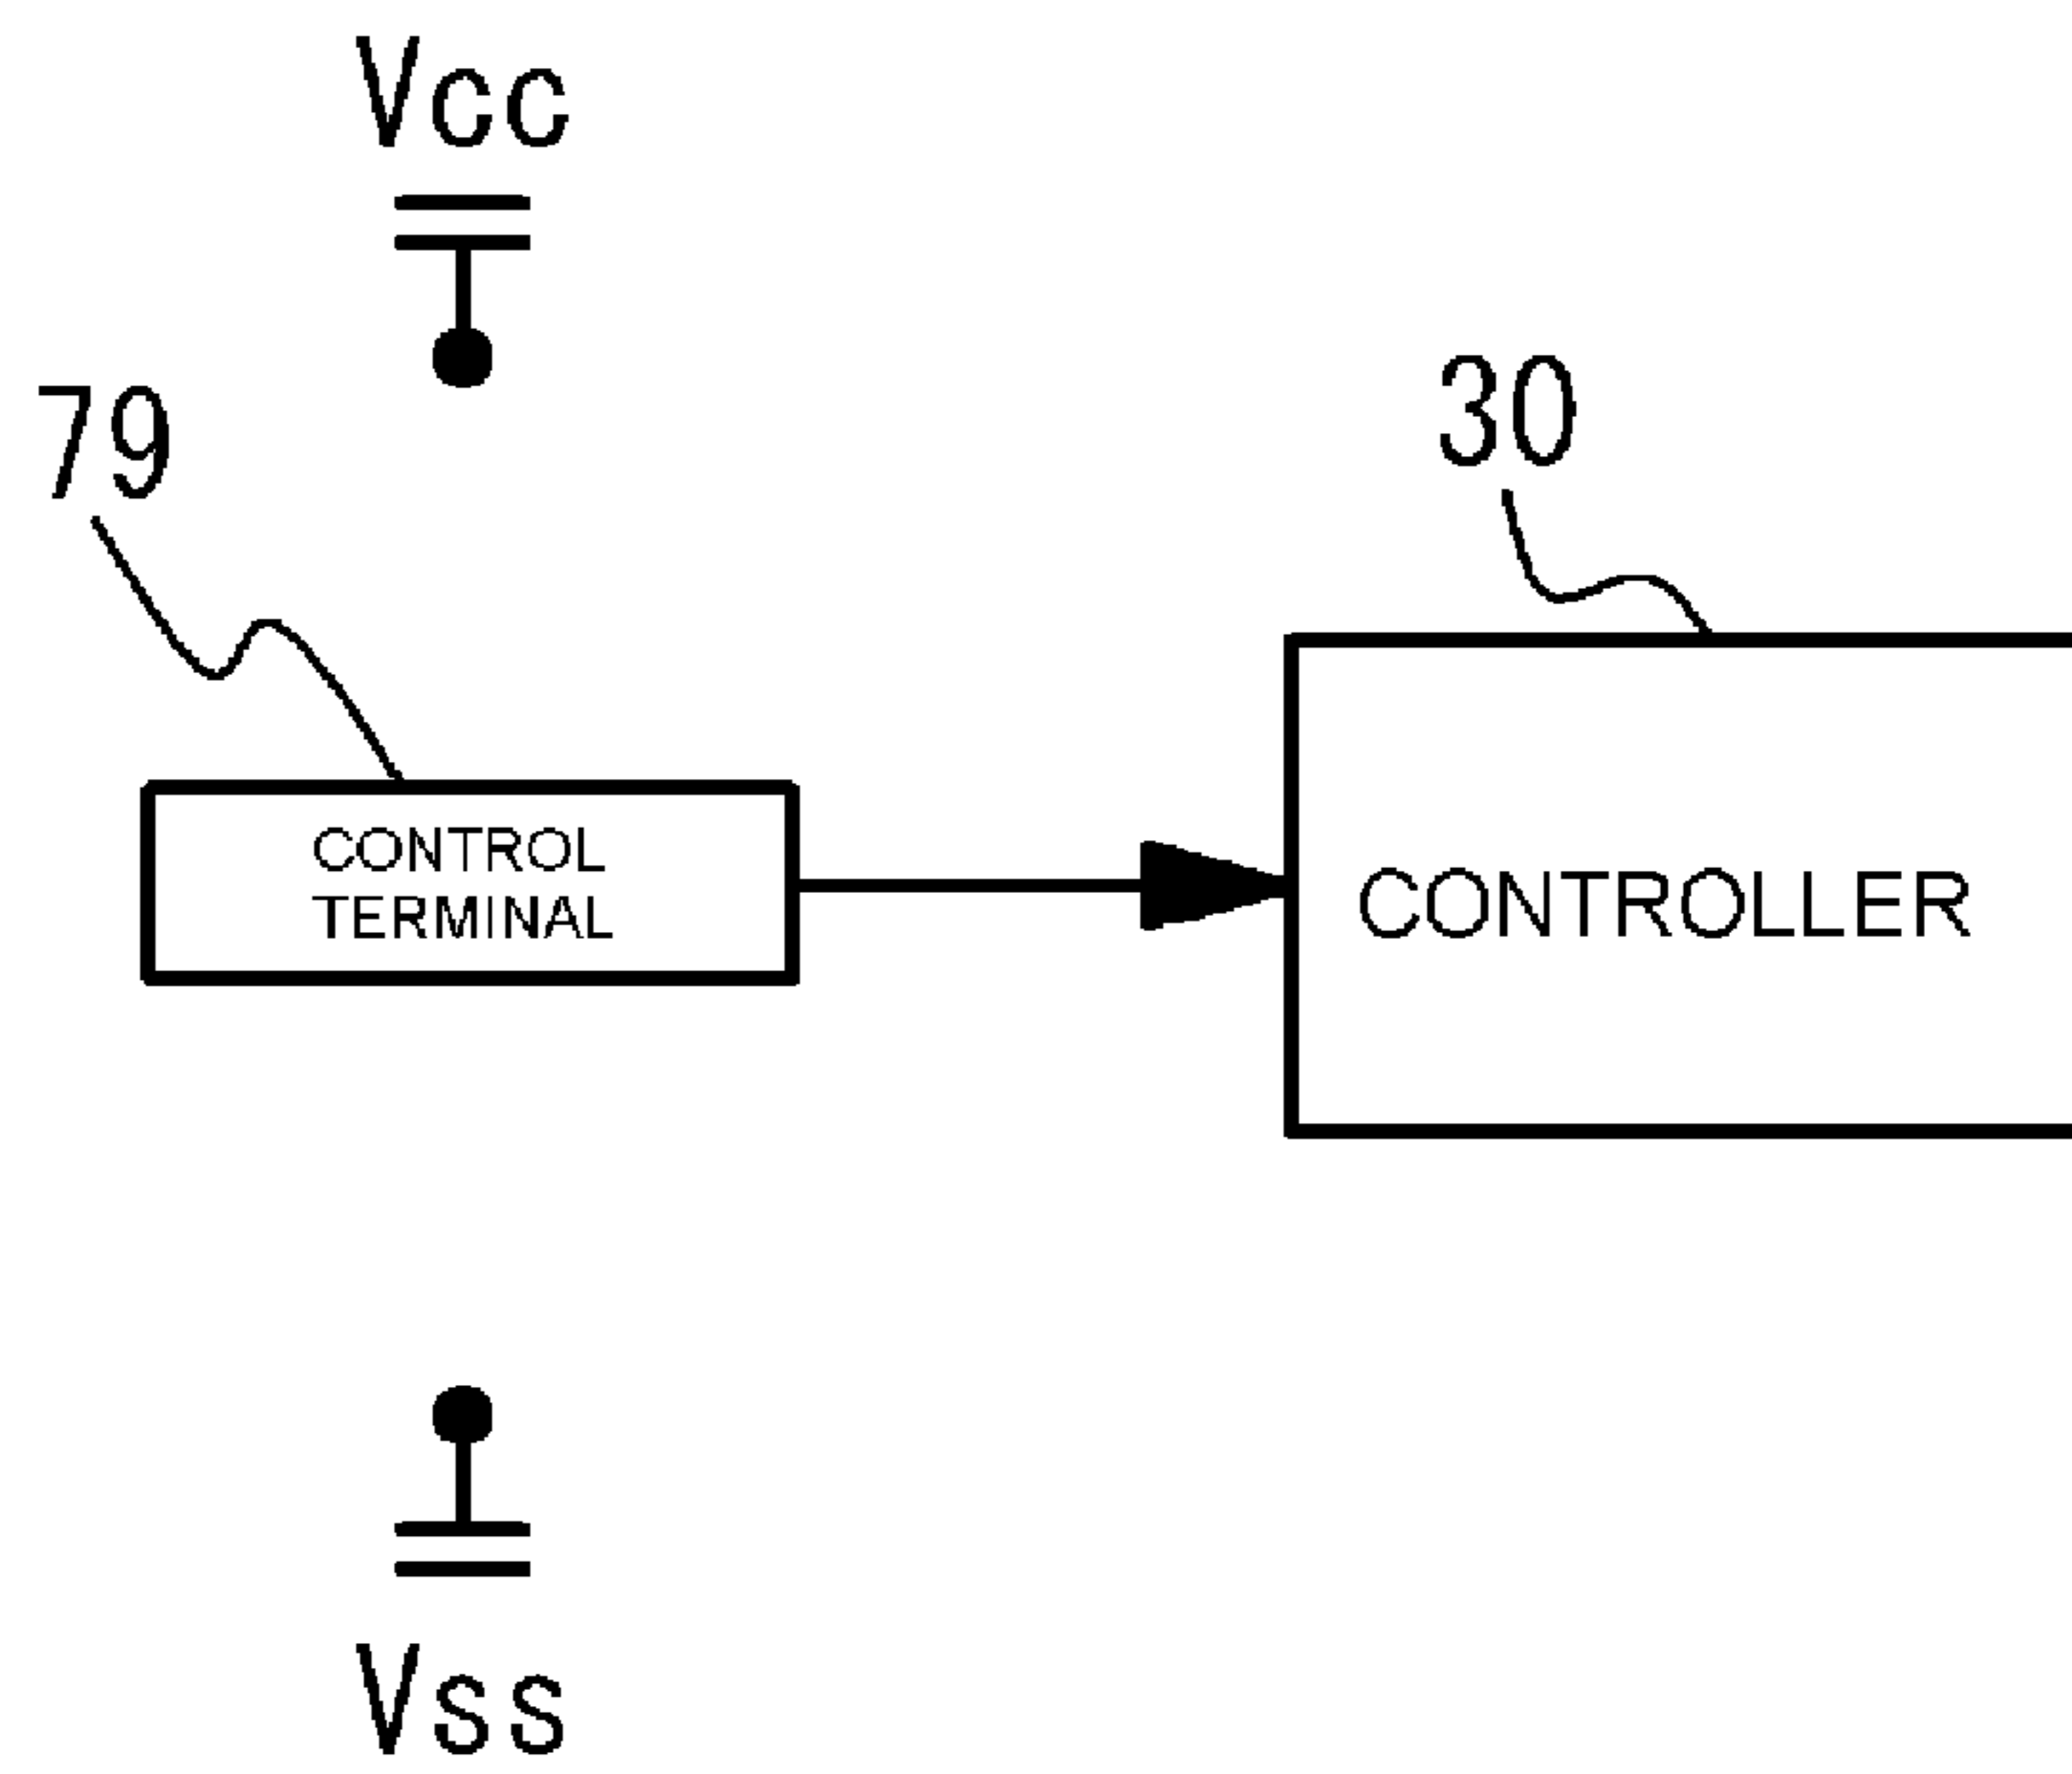 Vcc
79
30
CONTROL
TERMINAL
CONTROLLER
Vss